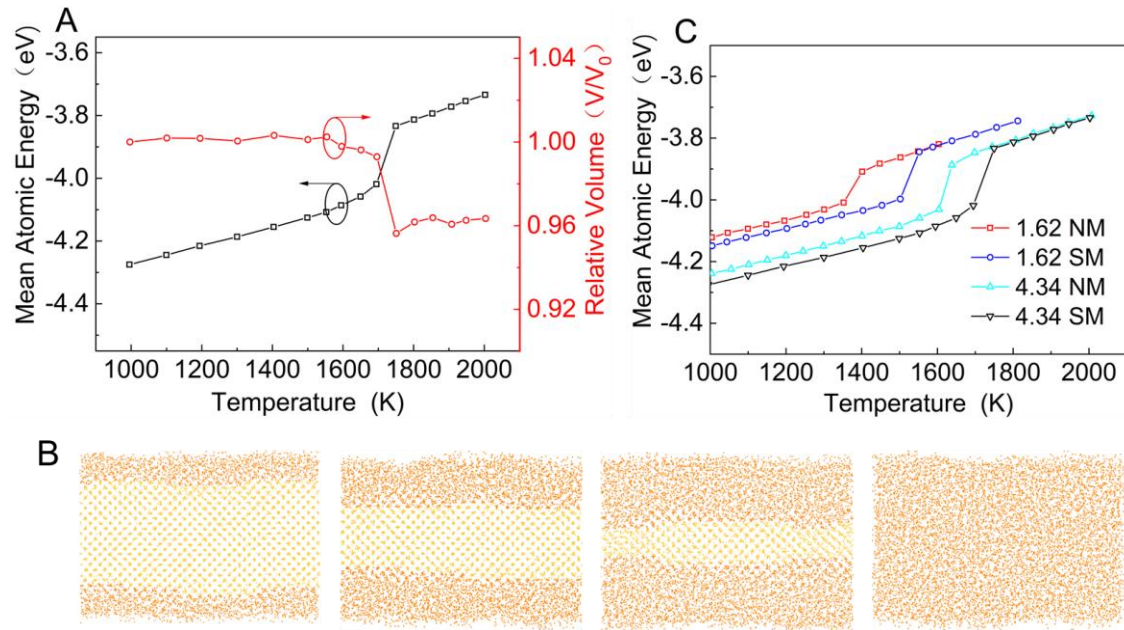 A
Mean Atomic Energy (eV)
-3.6
-3.8
-4.0
-4.2
-4.4
1000 1200 1400 1600 1800 2000
Temperature (K)
1.04
1.00
0.96
0.92
Relative Volume (V/V0)
C
Mean Atomic Energy (eV)
-3.6
-3.8
-4.0
-4.2
-4.4
1.62 NM
1.62 SM
4.34 NM
4.34 SM
1000 1200 1400 1600 1800 2000
Temperature (K)
B